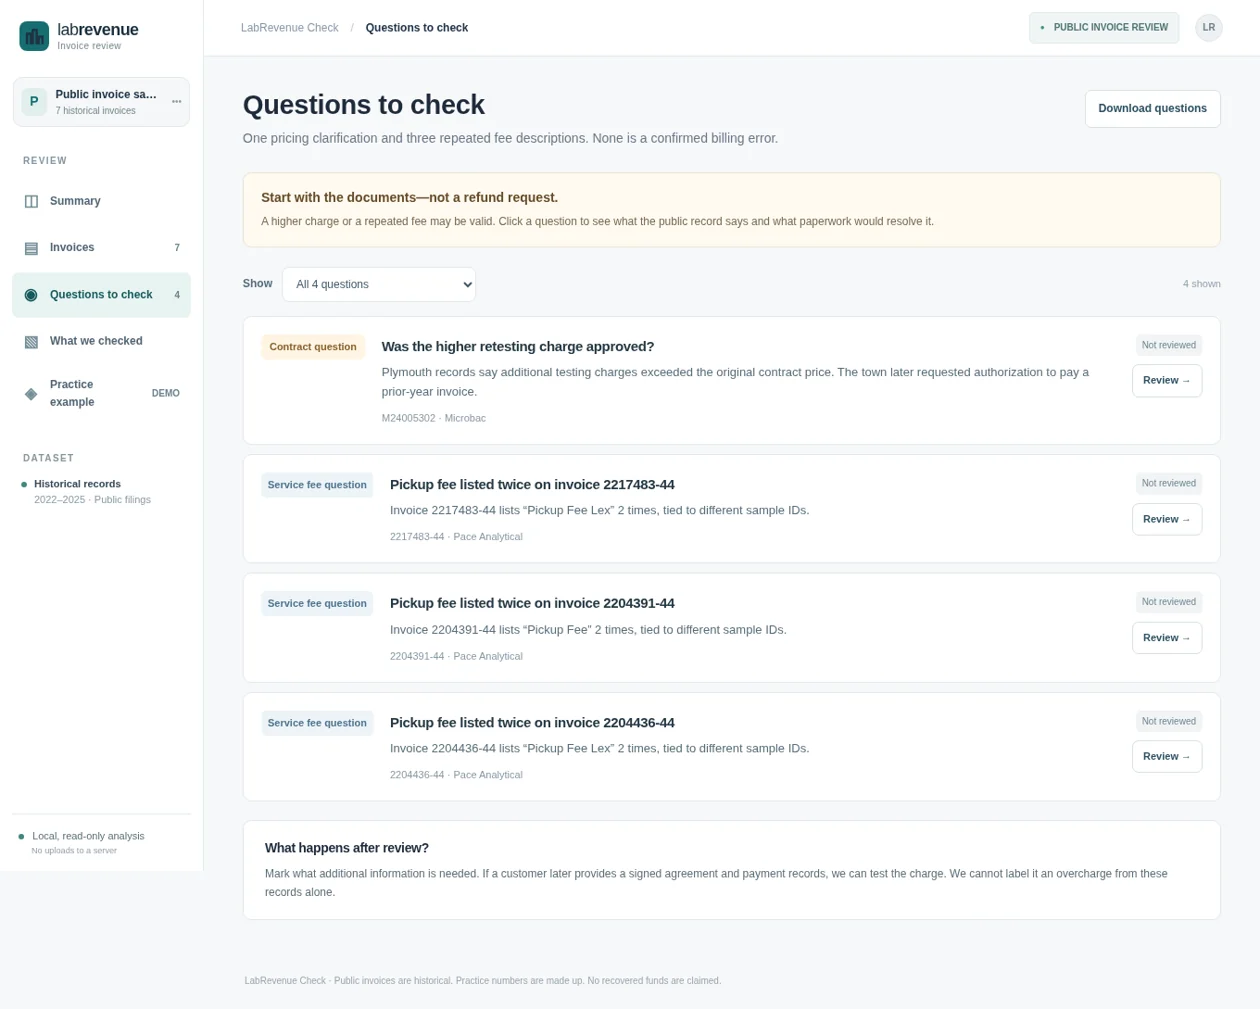 labrevenue
Invoice review
P
Public invoice sa…
7 historical invoices
...
REVIEW
Summary
Invoices 7
Questions to check 4
What we checked
Practice
example
DEMO
DATASET
Historical records
2022–2025 · Public filings
Local, read-only analysis
No uploads to a server
LabRevenue Check / Questions to check
PUBLIC INVOICE REVIEW
LR
Questions to check
One pricing clarification and three repeated fee descriptions. None is a confirmed billing error.
Download questions
Start with the documents—not a refund request.
A higher charge or a repeated fee may be valid. Click a question to see what the public record says and what paperwork would resolve it.
Show
All 4 questions
4 shown
Contract question
Was the higher retesting charge approved?
Plymouth records say additional testing charges exceeded the original contract price. The town later requested authorization to pay a
prior-year invoice.
M24005302 · Microbac
Not reviewed
Review →
Service fee question
Pickup fee listed twice on invoice 2217483-44
Invoice 2217483-44 lists “Pickup Fee Lex” 2 times, tied to different sample IDs.
2217483-44 · Pace Analytical
Not reviewed
Review →
Service fee question
Pickup fee listed twice on invoice 2204391-44
Invoice 2204391-44 lists “Pickup Fee” 2 times, tied to different sample IDs.
2204391-44 · Pace Analytical
Not reviewed
Review →
Service fee question
Pickup fee listed twice on invoice 2204436-44
Invoice 2204436-44 lists “Pickup Fee Lex” 2 times, tied to different sample IDs.
2204436-44 · Pace Analytical
Not reviewed
Review →
What happens after review?
Mark what additional information is needed. If a customer later provides a signed agreement and payment records, we can test the charge. We cannot label it an overcharge from these
records alone.
LabRevenue Check · Public invoices are historical. Practice numbers are made up. No recovered funds are claimed.